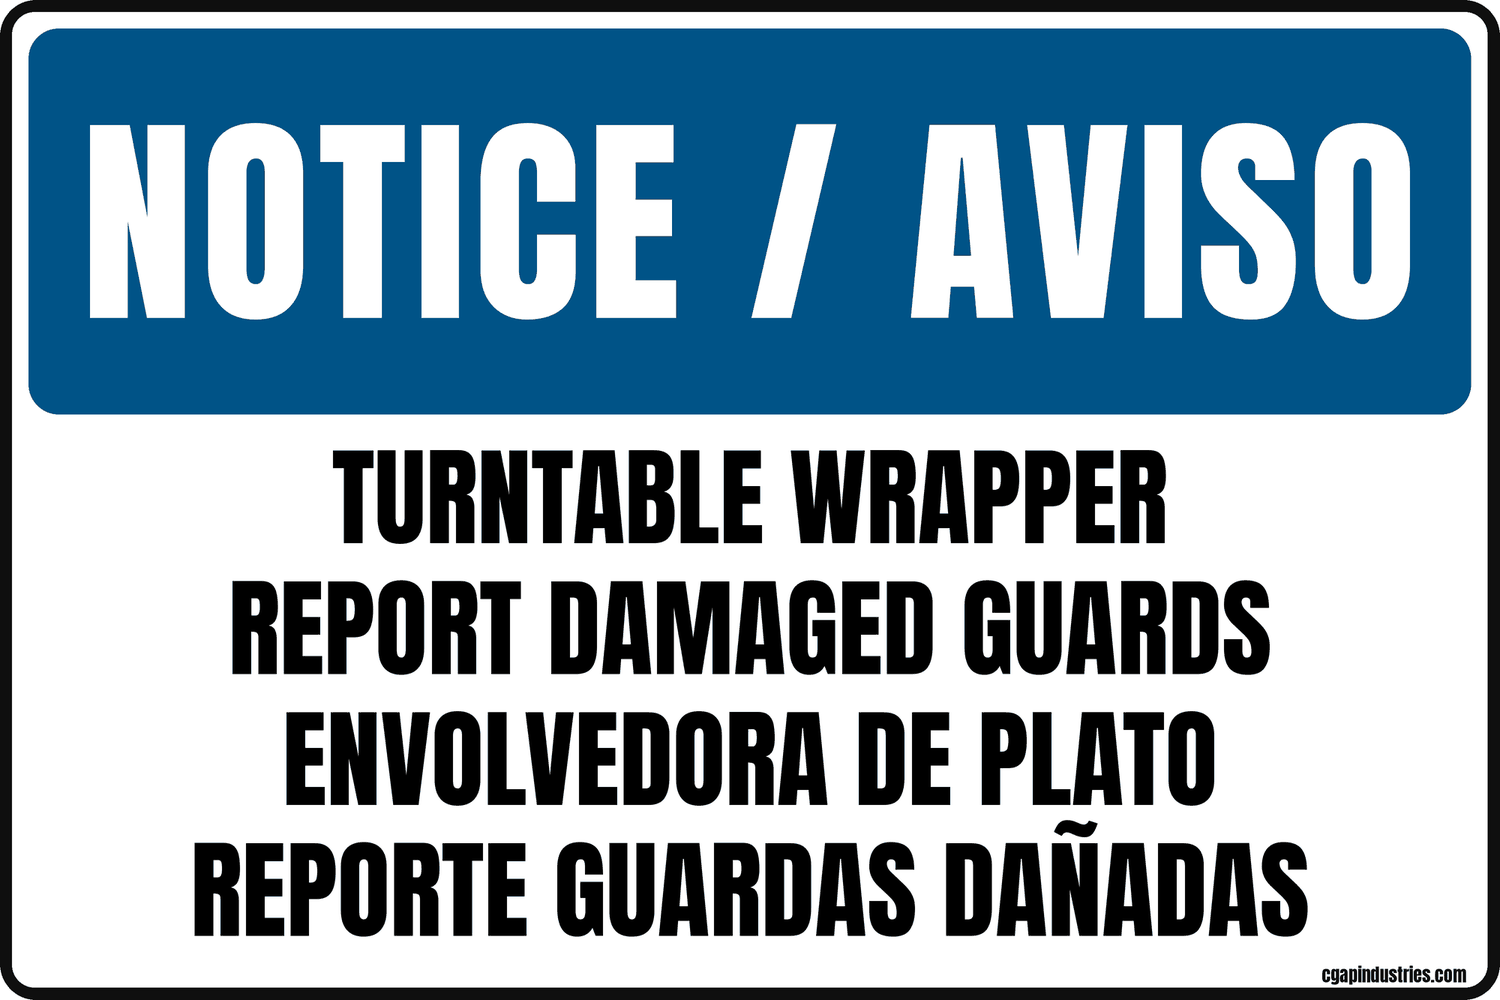 NOTICE / AVISO
TURNTABLE WRAPPER
REPORT DAMAGED GUARDS
ENVOLVEDORA DE PLATO
REPORTE GUARDAS DAÑADAS
cgapindustries.com